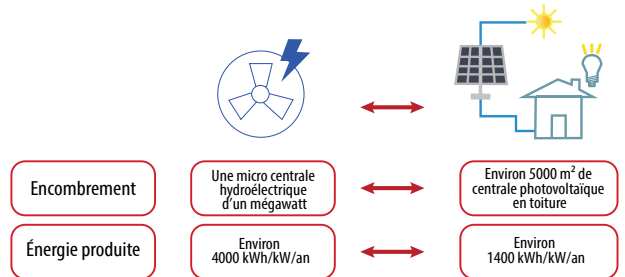 Encombrement
Une micro centrale
hydroélectrique
d'un mégawatt
Environ 5000 m² de
centrale photovoltaïque
en toiture
Énergie produite
Environ
4000 kWh/kW/an
Environ
1400 kWh/kW/an